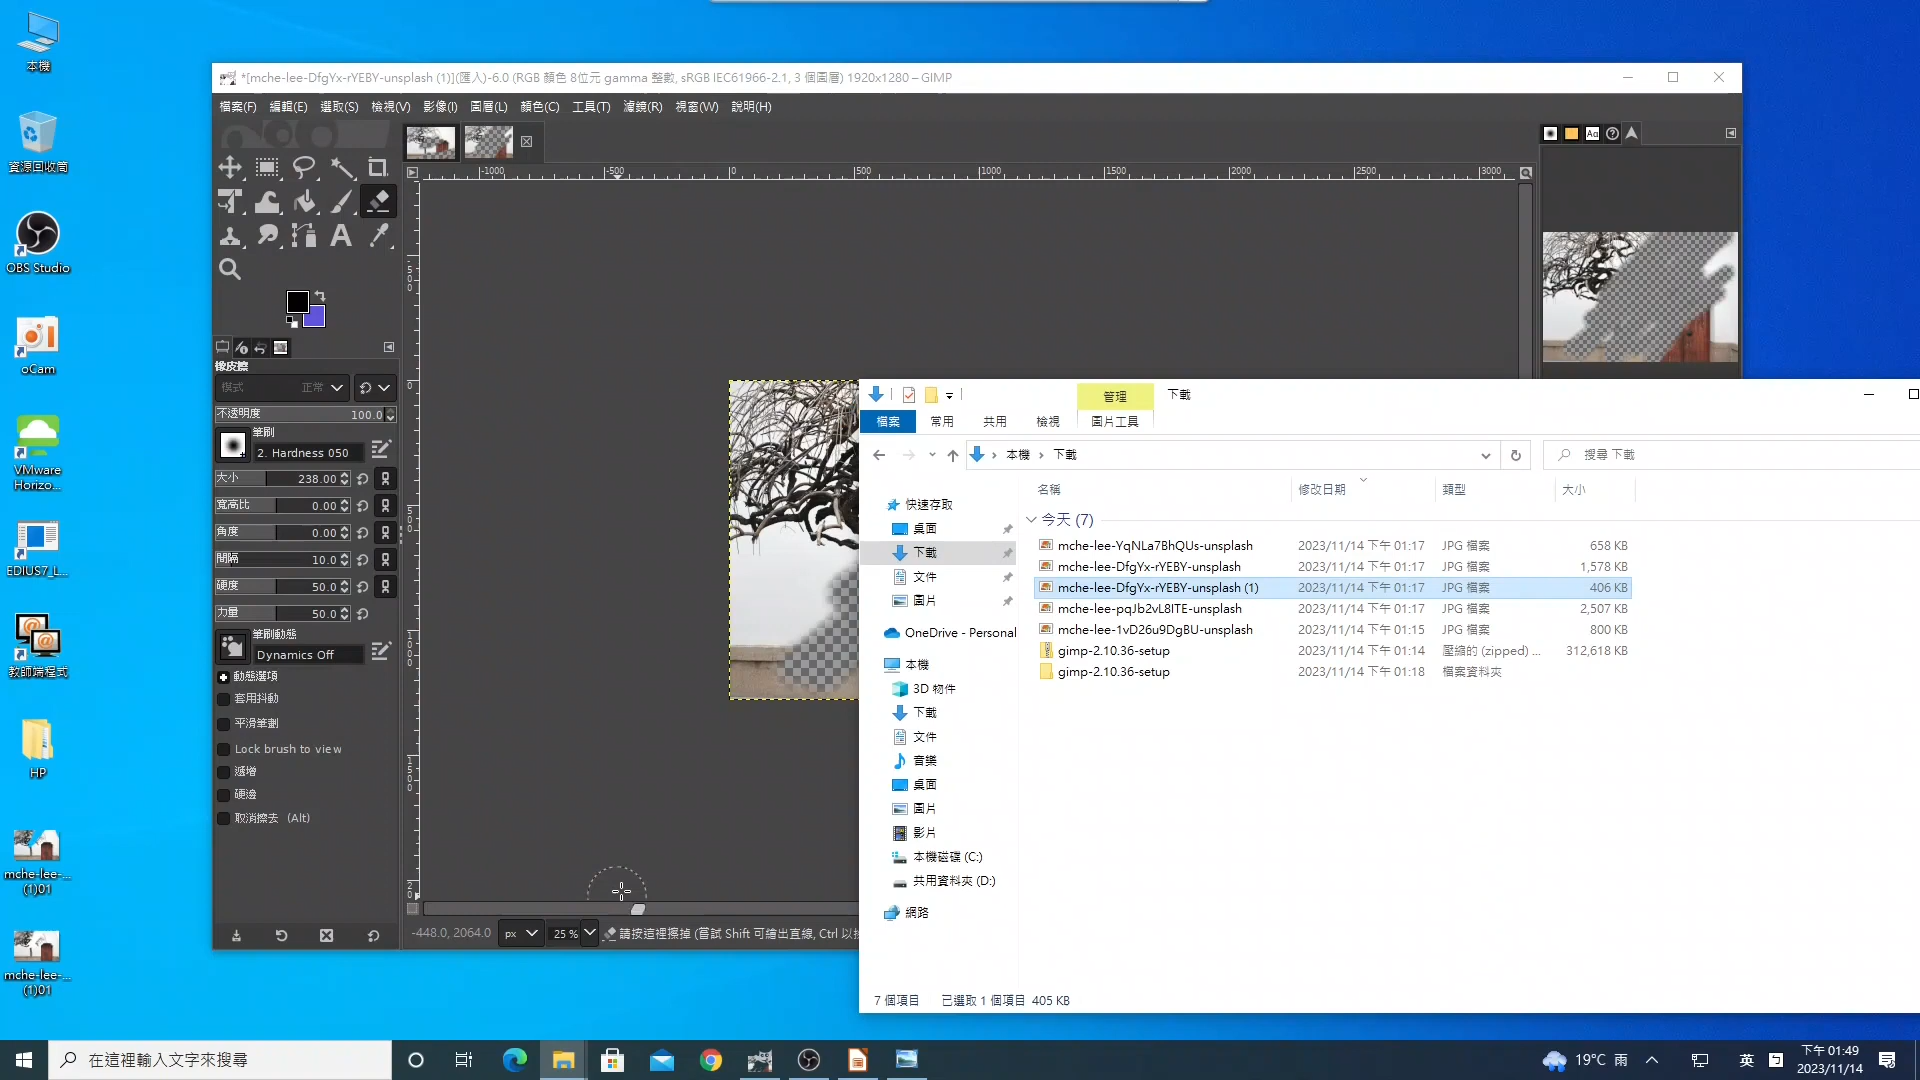 本機
資源回收筒
OBS Studio
oCam
VMware
Horizo...
EDIUS7_L...
教師端程式
HP
mche-lee-...
(1)01
mche-lee-...
(1)01
*[mche-lee-DfgYx-rYEBY-unsplash (1)](匯入)-6.0 (RGB 顏色 8位元 gamma 整數, sRGB IEC61966-2.1, 3 個圖層) 1920x1280 – GIMP
檔案(F) 編輯(E) 選取(S) 檢視(V) 影像(I) 圖層(L) 顏色(C) 工具(T) 濾鏡(R) 視窗(W) 說明(H)
-1000 -500 0 500 1000 1500 2000 2500 3000
橡皮擦
模式 正常
不透明度 100.0
筆刷
2. Hardness 050
大小 238.00
寬高比 0.00
角度 0.00
間隔 10.0
硬度 50.0
力量 50.0
筆刷動態
Dynamics Off
動態選項
套用抖動
平滑筆劃
Lock brush to view
遞增
硬邊
取消擦去 (Alt)
-448.0, 2064.0 px 25 % 請按這裡擦掉 (嘗試 Shift 可繪出直線, Ctrl 以
管理 下載
檔案 常用 共用 檢視 圖片工具
本機 下載
搜尋 下載
名稱 修改日期 類型 大小
快速存取
桌面
下載
文件
圖片
OneDrive - Personal
本機
3D 物件
下載
文件
音樂
桌面
圖片
影片
本機磁碟 (C:)
共用資料夾 (D:)
網路
今天 (7)
mche-lee-YqNLa7BhQUs-unsplash 2023/11/14 下午 01:17 JPG 檔案 658 KB
mche-lee-DfgYx-rYEBY-unsplash 2023/11/14 下午 01:17 JPG 檔案 1,578 KB
mche-lee-DfgYx-rYEBY-unsplash (1) 2023/11/14 下午 01:17 JPG 檔案 406 KB
mche-lee-pqJb2vL8ITE-unsplash 2023/11/14 下午 01:17 JPG 檔案 2,507 KB
mche-lee-1vD26u9DgBU-unsplash 2023/11/14 下午 01:15 JPG 檔案 800 KB
gimp-2.10.36-setup 2023/11/14 下午 01:14 壓縮的 (zipped) ... 312,618 KB
gimp-2.10.36-setup 2023/11/14 下午 01:18 檔案資料夾
7 個項目 已選取 1 個項目 405 KB
在這裡輸入文字來搜尋
19°C 雨
英
下午 01:49
2023/11/14